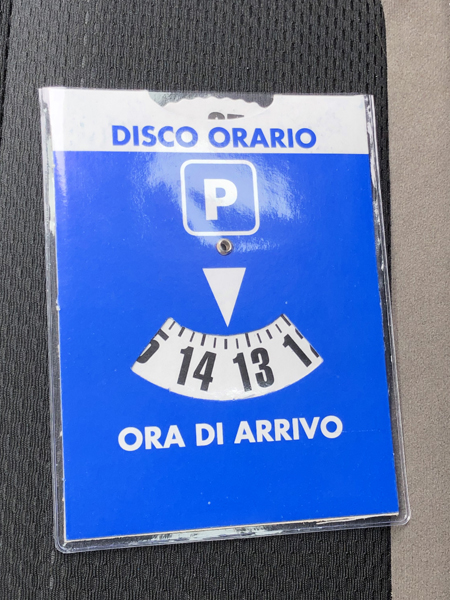 DISCO ORARIO
P
14 13
ORA DI ARRIVO